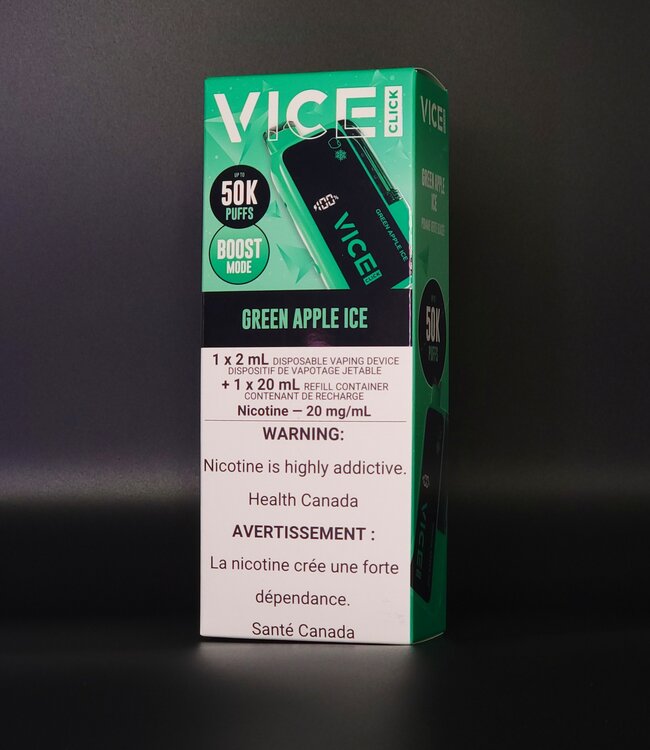 VICE CLICK
UP TO
50K
PUFFS
BOOST
MODE
100%
VICE CLICK
GREEN APPLE ICE
GREEN APPLE ICE
1 x 2 mL DISPOSABLE VAPING DEVICE
DISPOSITIF DE VAPOTAGE JETABLE
+ 1 x 20 mL REFILL CONTAINER
CONTENANT DE RECHARGE
Nicotine — 20 mg/mL
WARNING:
Nicotine is highly addictive.
Health Canada
AVERTISSEMENT :
La nicotine crée une forte
dépendance.
Santé Canada
VICE
GREEN APPLE
ICE
50K
PUFFS
VICE